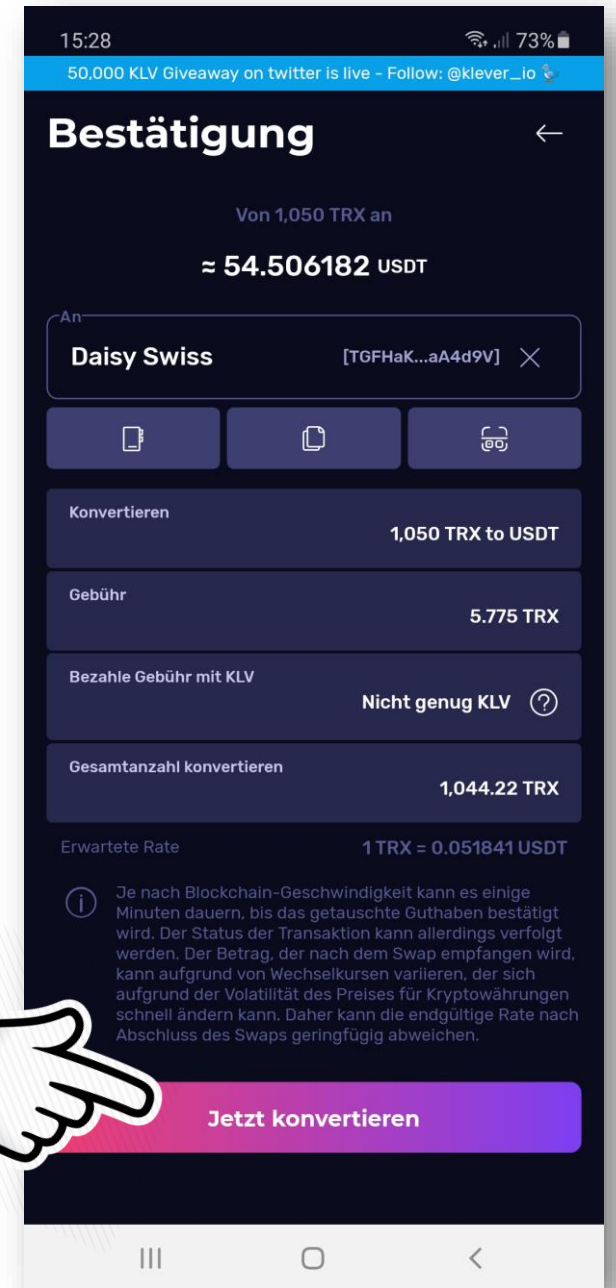 15:28 73%
50,000 KLV Giveaway on twitter is live - Follow: @klever_io
Bestätigung
Von 1,050 TRX an
≈ 54.506182 USDT
An
Daisy Swiss [TGFHaK...aA4d9V]
Konvertieren
1,050 TRX to USDT
Gebühr
5.775 TRX
Bezahle Gebühr mit KLV
Nicht genug KLV
Gesamtanzahl konvertieren
1,044.22 TRX
Erwartete Rate 1 TRX = 0.051841 USDT
Je nach Blockchain-Geschwindigkeit kann es einige
Minuten dauern, bis das getauschte Guthaben bestätigt
wird. Der Status der Transaktion kann allerdings verfolgt
werden. Der Betrag, der nach dem Swap empfangen wird,
kann aufgrund von Wechselkursen variieren, der sich
aufgrund der Volatilität des Preises für Kryptowährungen
schnell ändern kann. Daher kann die endgültige Rate nach
Abschluss des Swaps geringfügig abweichen.
Jetzt konvertieren